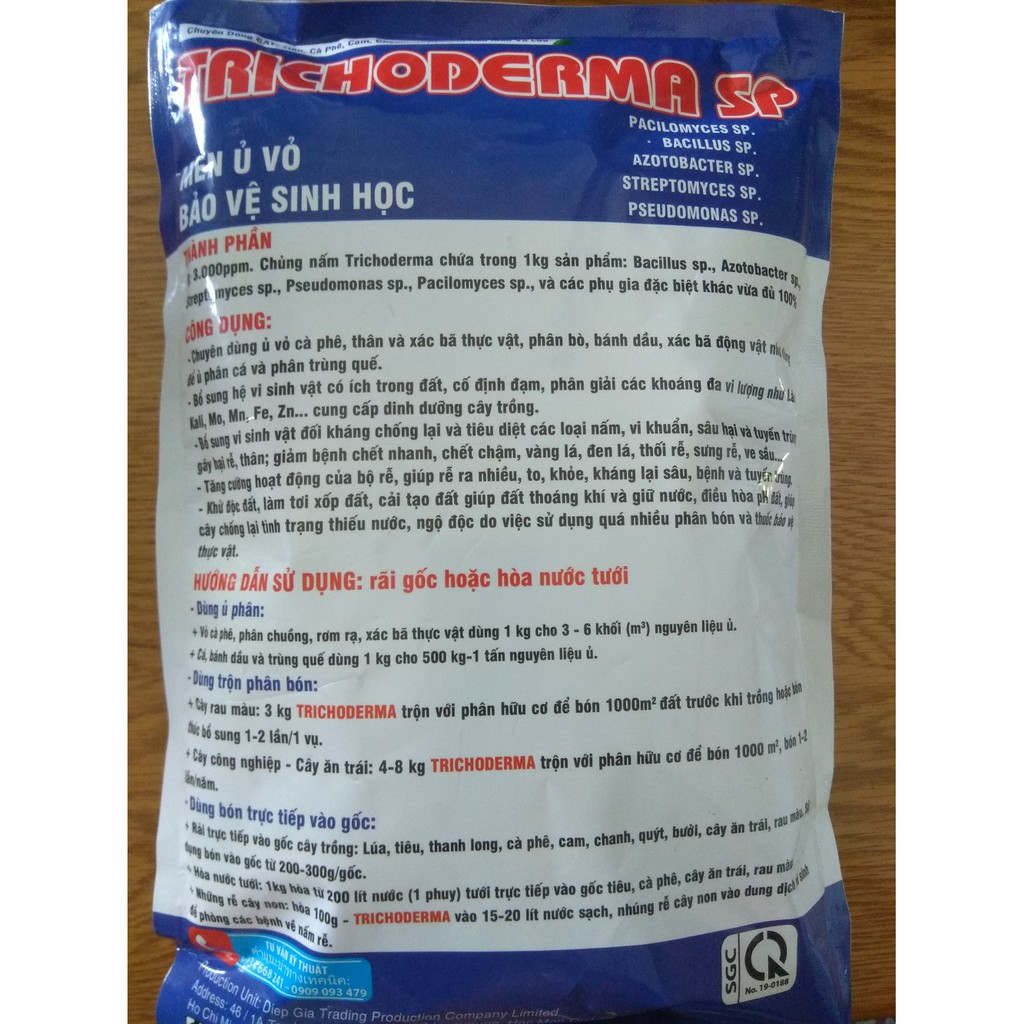 Chuyên Dùng
TRICHODERMA SP
PACILOMYCES SP.
BACILLUS SP.
AZOTOBACTER SP.
STREPTOMYCES SP.
PSEUDOMONAS SP.
MEN Ủ VỎ
BẢO VỆ SINH HỌC
THÀNH PHẦN
3.000ppm. Chủng nấm Trichoderma chứa trong 1kg sản phẩm: Bacillus sp., Azotobacter sp.,
Streptomyces sp., Pseudomonas sp., Pacilomyces sp., và các phụ gia đặc biệt khác vừa đủ 100%
CÔNG DỤNG:
- Chuyên dùng ủ vỏ cà phê, thân và xác bã thực vật, phân bò, bánh dầu, xác bã động vật
để ủ phân cá và phân trùng quế.
- Bổ sung hệ vi sinh vật có ích trong đất, cố định đạm, phân giải các khoáng đa vi lượng như Lân
Kali, Mo, Mn, Fe, Zn... cung cấp dinh dưỡng cây trồng.
- Bổ sung vi sinh vật đối kháng chống lại và tiêu diệt các loại nấm, vi khuẩn, sâu hại và tuyến trùng
gây hại rễ, thân; giảm bệnh chết nhanh, chết chậm, vàng lá, đen lá, thối rễ, sưng rễ, ve sầu...
- Tăng cường hoạt động của bộ rễ, giúp rễ ra nhiều, to, khỏe, kháng lại sâu, bệnh và tuyến trùng.
- Khử độc đất, làm tơi xốp đất, cải tạo đất giúp đất thoáng khí và giữ nước, điều hòa pH đất, giúp
cây chống lại tình trạng thiếu nước, ngộ độc do việc sử dụng quá nhiều phân bón và thuốc bảo vệ
thực vật.
HƯỚNG DẪN SỬ DỤNG: rãi gốc hoặc hòa nước tưới
- Dùng ủ phân:
+ Vỏ cà phê, phân chuồng, rơm rạ, xác bã thực vật dùng 1 kg cho 3 - 6 khối (m³) nguyên liệu ủ.
+ Cá, bánh dầu và trùng quế dùng 1 kg cho 500 kg-1 tấn nguyên liệu ủ.
- Dùng trộn phân bón:
+ Cây rau màu: 3 kg TRICHODERMA trộn với phân hữu cơ để bón 1000m² đất trước khi trồng hoặc bón
thúc bổ sung 1-2 lần/1 vụ.
+ Cây công nghiệp - Cây ăn trái: 4-8 kg TRICHODERMA trộn với phân hữu cơ để bón 1000 m², bón 1-2
lần/năm.
- Dùng bón trực tiếp vào gốc:
+ Rải trực tiếp vào gốc cây trồng: Lúa, tiêu, thanh long, cà phê, cam, chanh, quýt, bưởi, cây ăn trái, rau màu. Sử
dụng bón vào gốc từ 200-300g/gốc.
+ Hòa nước tưới: 1kg hòa từ 200 lít nước (1 phuy) tưới trực tiếp vào gốc tiêu, cà phê, cây ăn trái, rau màu
+ Nhúng rễ cây non: hòa 100g - TRICHODERMA vào 15-20 lít nước sạch, nhúng rễ cây non vào dung dịch vi sinh
để phòng các bệnh về nấm rễ.
TƯ VẤN KỸ THUẬT
668 241 - 0909 093 479
Production Unit: Diep Gia Trading Production Company Limited
Address: 46 / 1A
Ho Chi Mi
SGC
No. 19-0188